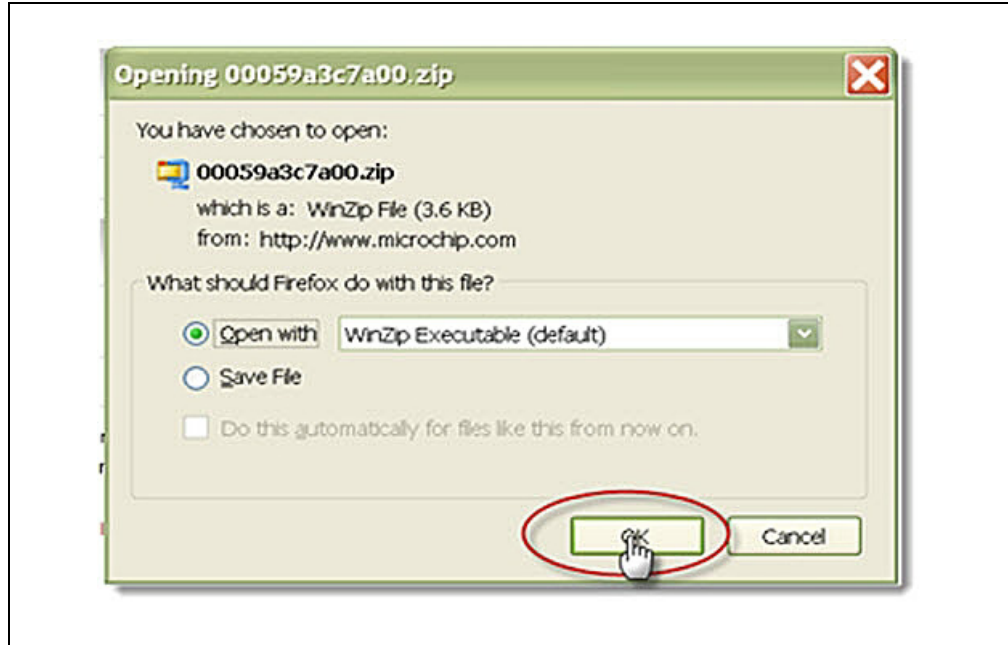 Opening 00059a3c7a00.zip
You have chosen to open:
00059a3c7a00.zip
which is a: WinZip File (3.6 KB)
from: http://www.microchip.com
What should Firefox do with this file?
Open with WinZip Executable (default)
Save File
Do this automatically for files like this from now on.
OK Cancel